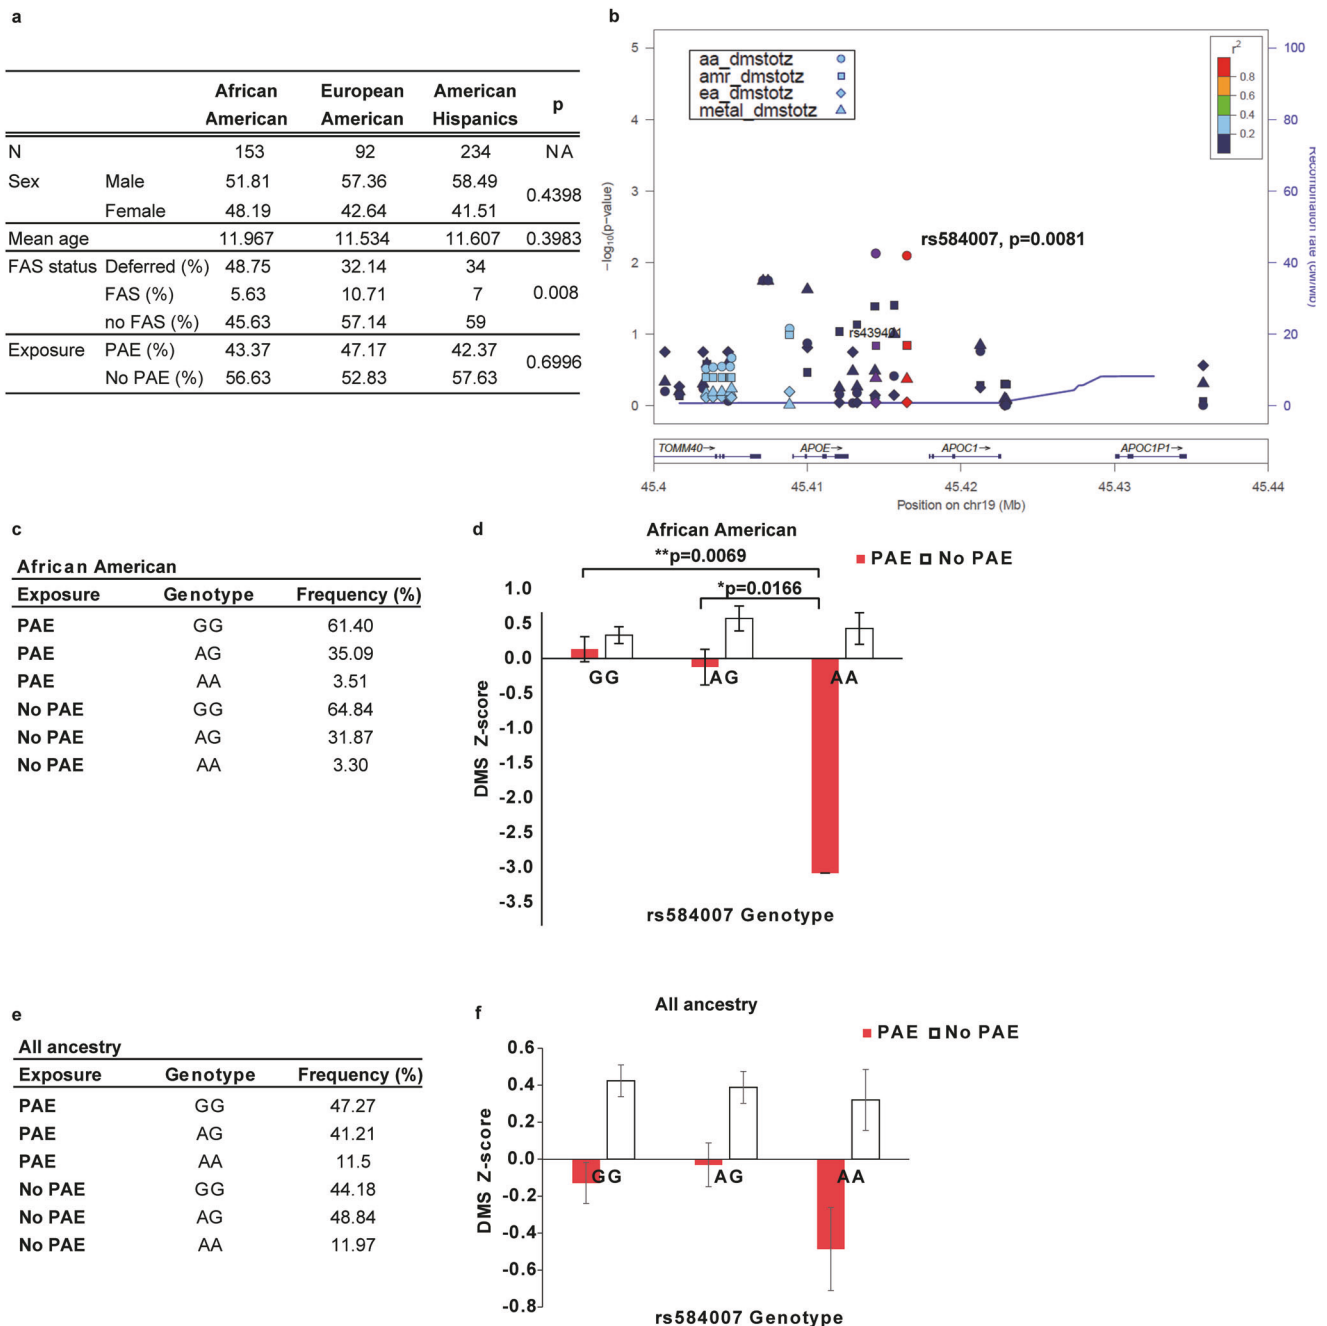 a
African European American p
American American Hispanics
N 153 92 234 NA
Sex Male 51.81 57.36 58.49 0.4398
Female 48.19 42.64 41.51
Mean age 11.967 11.534 11.607 0.3983
FAS status Deferred (%) 48.75 32.14 34 0.008
FAS (%) 5.63 10.71 7
no FAS (%) 45.63 57.14 59
Exposure PAE (%) 43.37 47.17 42.37 0.6996
No PAE (%) 56.63 52.83 57.63
b
5
4
3
2
1
0
-log10(p-value)
aa_dmstotz
amr_dmstotz
ea_dmstotz
metal_dmstotz
r2
0.8
0.6
0.4
0.2
100
80
60
40
20
0
Recombination rate (cM/Mb)
rs584007, p=0.0081
rs439401
TOMM40→ APOE→ APOC1→ APOC1P1→
45.4 45.41 45.42 45.43 45.44
Position on chr19 (Mb)
c
African American
Exposure Genotype Frequency (%)
PAE GG 61.40
PAE AG 35.09
PAE AA 3.51
No PAE GG 64.84
No PAE AG 31.87
No PAE AA 3.30
d
African American
PAE No PAE
**p=0.0069
*p=0.0166
1.0
0.5
0.0
-0.5
-1.0
-1.5
-2.0
-2.5
-3.0
-3.5
DMS Z-score
GG AG AA
rs584007 Genotype
e
All ancestry
Exposure Genotype Frequency (%)
PAE GG 47.27
PAE AG 41.21
PAE AA 11.5
No PAE GG 44.18
No PAE AG 48.84
No PAE AA 11.97
f
All ancestry
PAE No PAE
0.6
0.4
0.2
0.0
-0.2
-0.4
-0.6
-0.8
DMS Z-score
GG AG AA
rs584007 Genotype